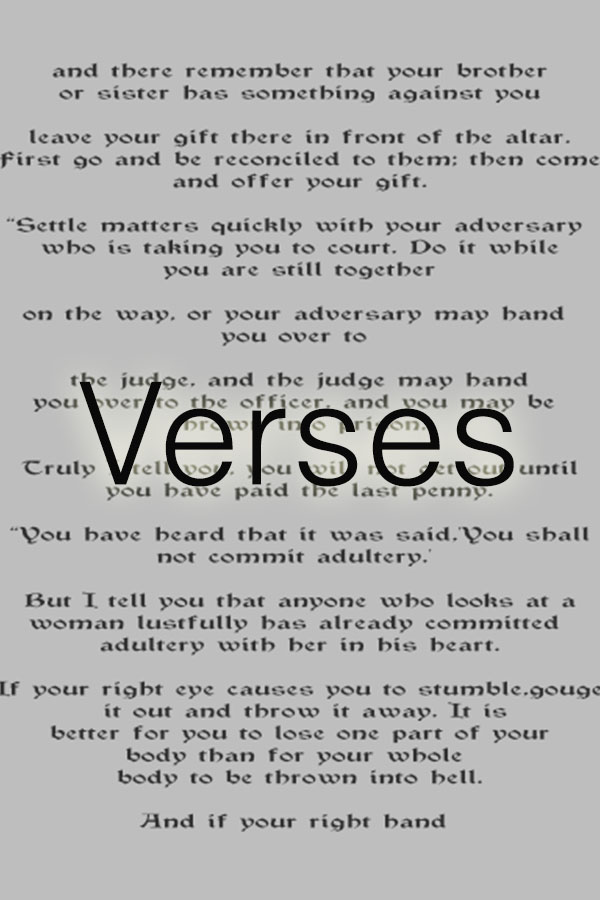 and there remember that your brother
or sister has something against you
leave your gift there in front of the altar.
First go and be reconciled to them; then come
and offer your gift.
“Settle matters quickly with your adversary
who is taking you to court. Do it while
you are still together
on the way, or your adversary may hand
you over to
the judge, and the judge may hand
you over to the officer, and you may be
thrown into prison.
Verses
Truly I tell you, you will not get out until
you have paid the last penny.
“You have heard that it was said,'You shall
not commit adultery.'
But I tell you that anyone who looks at a
woman lustfully has already committed
adultery with her in his heart.
If your right eye causes you to stumble,gouge
it out and throw it away. It is
better for you to lose one part of your
body than for your whole
body to be thrown into hell.
And if your right hand